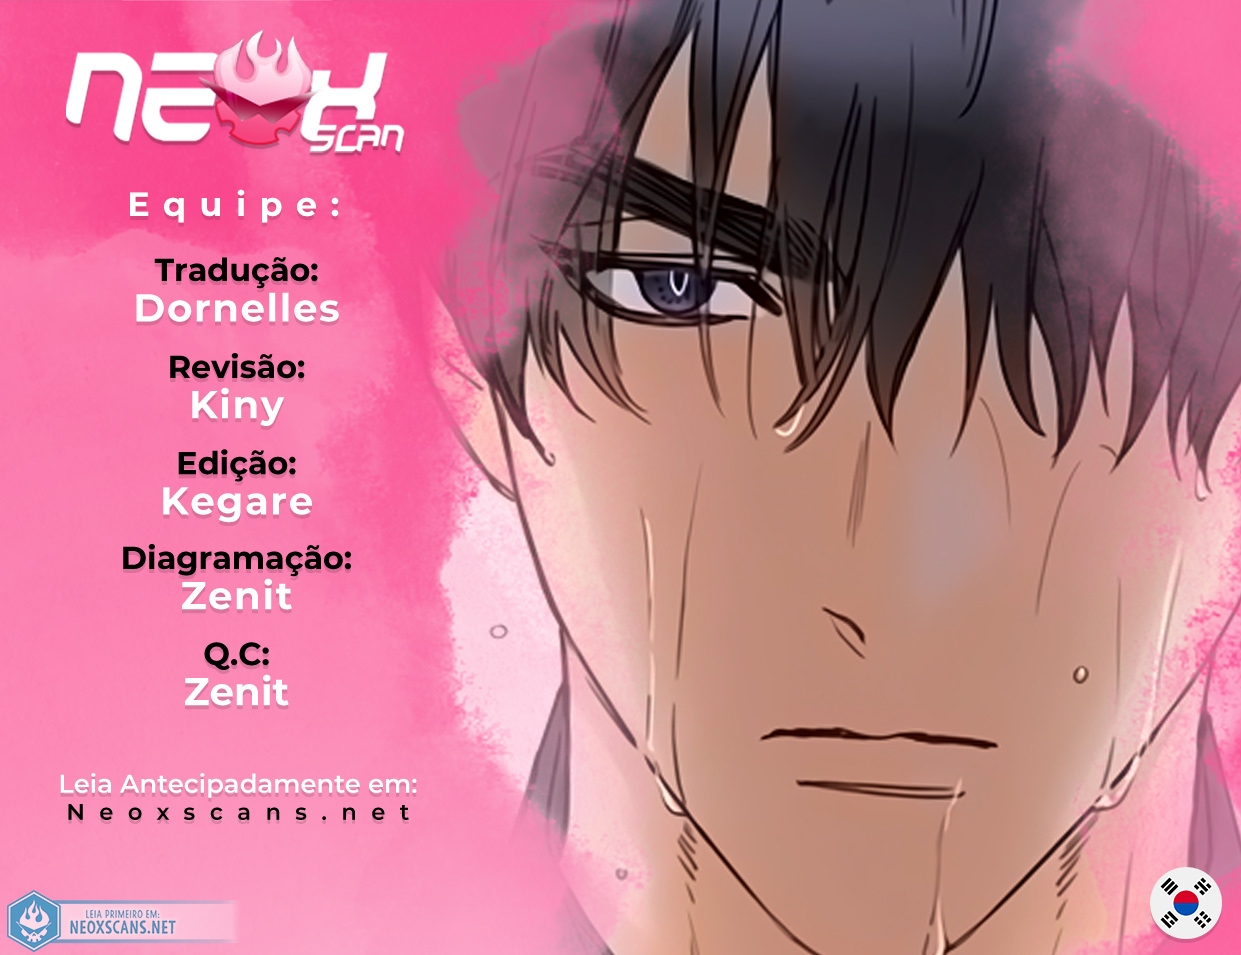 NEOX
SCAN
Equipe:
Tradução:
Dornelles
Revisão:
Kiny
Edição:
Kegare
Diagramação:
Zenit
Q.C:
Zenit
Leia Antecipadamente em:
Neoxscans.net
LEIA PRIMEIRO EM:
NEOXSCANS.NET